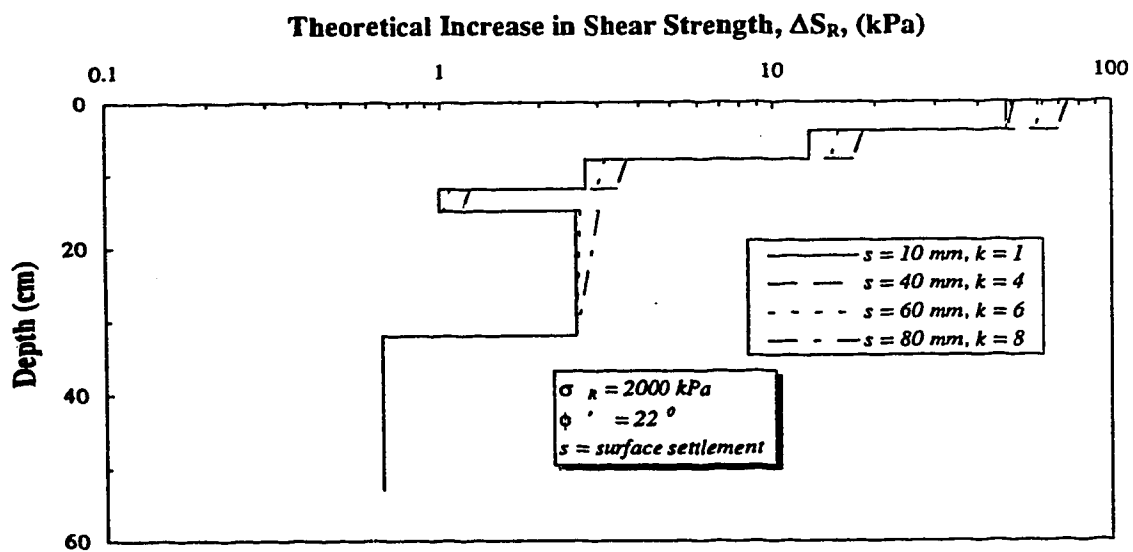 Theoretical Increase in Shear Strength, ΔS_R, (kPa)
0.1 1 10 100
0
20
40
60
Depth (cm)
s = 10 mm, k = 1
s = 40 mm, k = 4
s = 60 mm, k = 6
s = 80 mm, k = 8
σ R = 2000 kPa
ϕ ' = 22 °
s = surface settlement